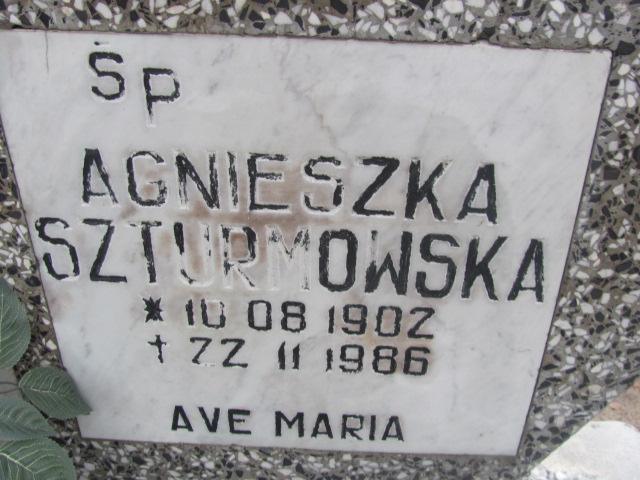 ŚP
AGNIESZKA
SZTURMOWSKA
* 10 08 1902
† 22 11 1986
AVE MARIA